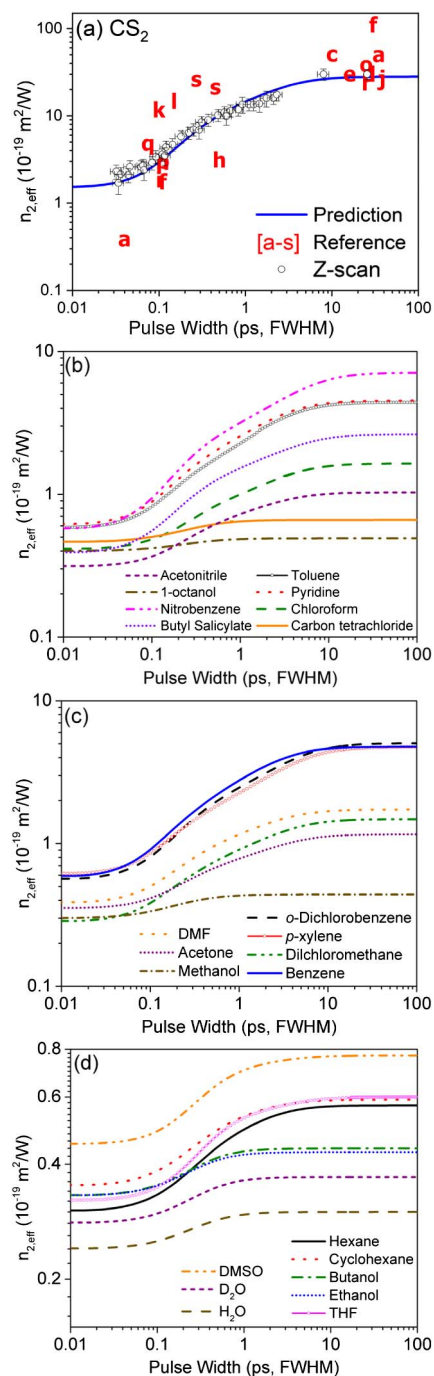 (a) CS2
100
10
1
0.1
n2,eff (10-19 m2/W)
f
c
a
o
e
d
j
s
s
k
l
q
h
a
Prediction
[a-s] Reference
Z-scan
0.01 0.1 1 10 100
Pulse Width (ps, FWHM)
(b)
10
1
0.1
n2,eff (10-19 m2/W)
Acetonitrile Toluene
1-octanol Pyridine
Nitrobenzene Chloroform
Butyl Salicylate Carbon tetrachloride
0.01 0.1 1 10 100
Pulse Width (ps, FWHM)
(c)
10
1
0.1
n2,eff (10-19 m2/W)
o-Dichlorobenzene
DMF p-xylene
Acetone Dilchloromethane
Methanol Benzene
0.01 0.1 1 10 100
Pulse Width (ps, FWHM)
(d)
0.8
0.6
0.4
0.2
n2,eff (10-19 m2/W)
Hexane
DMSO Cyclohexane
D2O Butanol
H2O Ethanol
THF
0.01 0.1 1 10 100
Pulse Width (ps, FWHM)